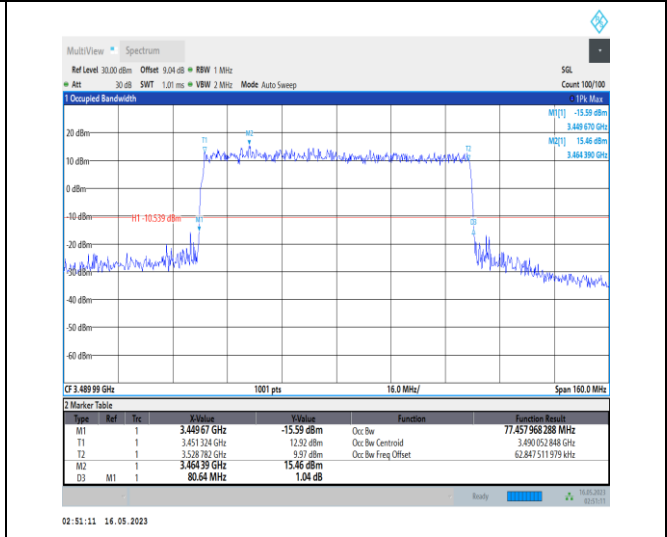 MultiView Spectrum
Ref Level 30.00 dBm Offset 9.04 dB RBW 1 MHz SGL
Att 30 dB SWT 1.01 ms VBW 2 MHz Mode Auto Sweep Count 100/100
1 Occupied Bandwidth 1Pk Max
M1[1] -15.59 dBm
3.449 670 GHz
M2[1] 15.46 dBm
3.464 390 GHz
20 dBm
T1 M2 T2
10 dBm
0 dBm
-10 dBm
H1 -10.539 dBm M1 D3
-20 dBm
-30 dBm
-40 dBm
-50 dBm
-60 dBm
CF 3.489 99 GHz 1001 pts 16.0 MHz/ Span 160.0 MHz
2 Marker Table
Type Ref Trc X-Value Y-Value Function Function Result
M1 1 3.449 67 GHz -15.59 dBm Occ Bw 77.457 968 288 MHz
T1 1 3.451 324 GHz 12.92 dBm Occ Bw Centroid 3.490 052 848 GHz
T2 1 3.528 782 GHz 9.97 dBm Occ Bw Freq Offset 62.847 511 979 kHz
M2 1 3.464 39 GHz 15.46 dBm
D3 M1 1 80.64 MHz 1.04 dB
Ready 16.05.2023
02:51:11
02:51:11 16.05.2023